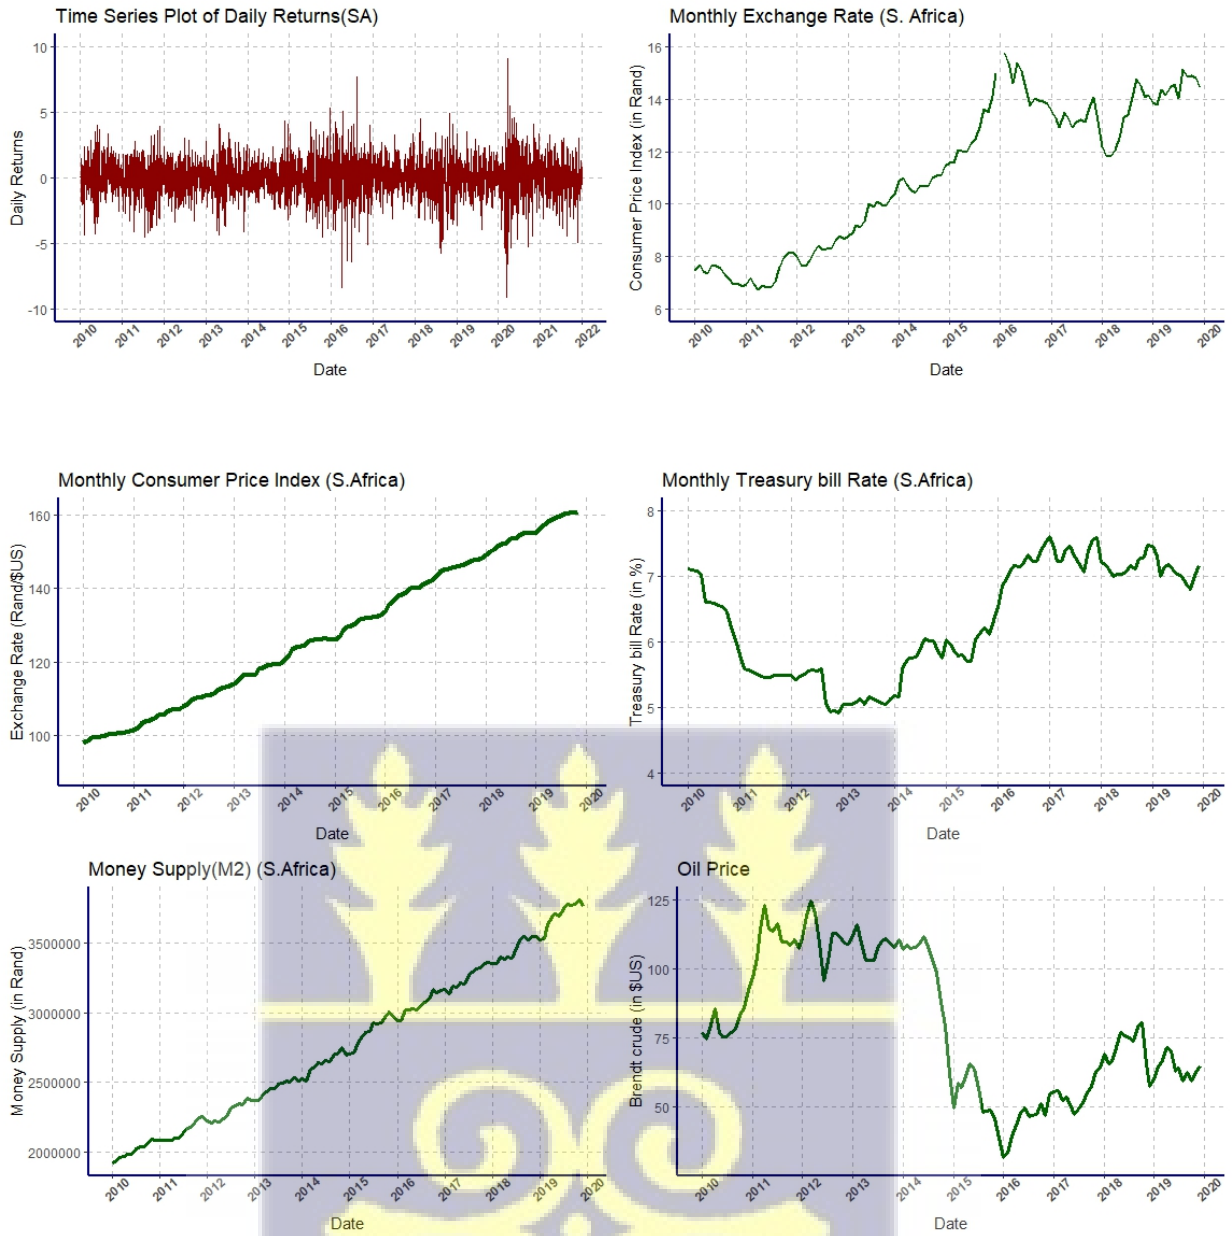 Time Series Plot of Daily Returns(SA)
Daily Returns
10
5
0
-5
-10
2010 2011 2012 2013 2014 2015 2016 2017 2018 2019 2020 2021 2022
Date
Monthly Exchange Rate (S. Africa)
Consumer Price Index (in Rand)
16
14
12
10
8
6
2010 2011 2012 2013 2014 2015 2016 2017 2018 2019 2020
Date
Monthly Consumer Price Index (S.Africa)
Exchange Rate (Rand/$US)
160
140
120
100
2010 2011 2012 2013 2014 2015 2016 2017 2018 2019 2020
Date
Monthly Treasury bill Rate (S.Africa)
Treasury bill Rate (in %)
8
7
6
5
4
2010 2011 2012 2013 2014 2015 2016 2017 2018 2019 2020
Date
Money Supply(M2) (S.Africa)
Money Supply (in Rand)
3500000
3000000
2500000
2000000
2010 2011 2012 2013 2014 2015 2016 2017 2018 2019 2020
Date
Oil Price
Brendt crude (in $US)
125
100
75
50
2010 2011 2012 2013 2014 2015 2016 2017 2018 2019 2020
Date